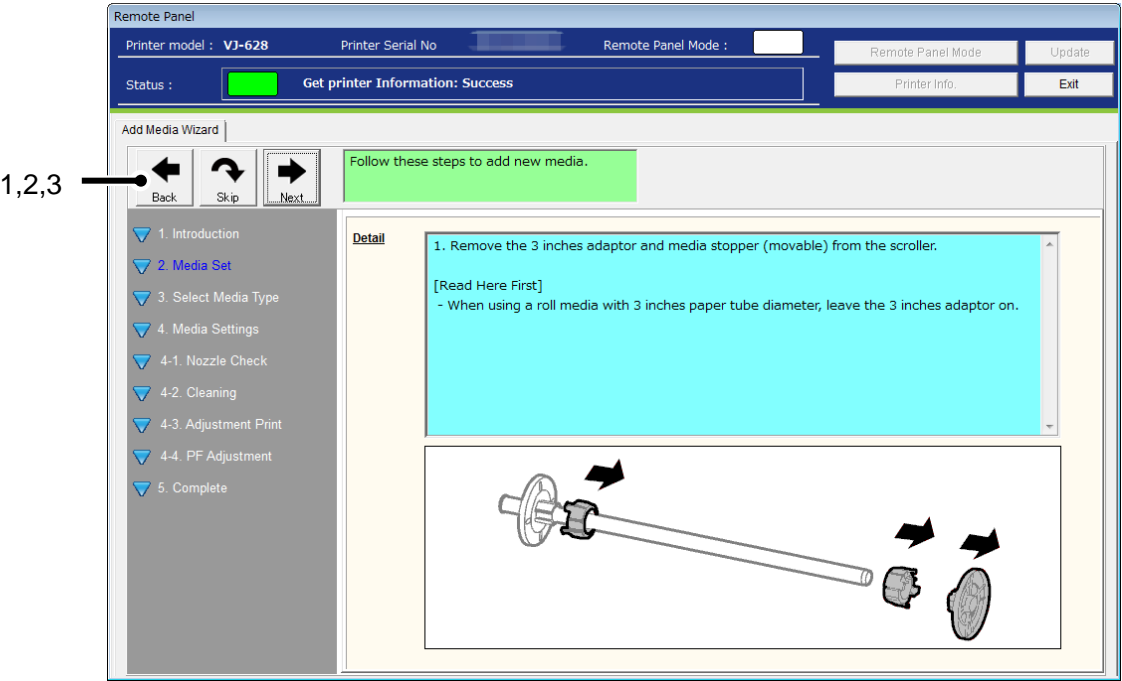 Remote Panel
Printer model : VJ-628 Printer Serial No Remote Panel Mode : Remote Panel Mode Update
Status : Get printer Information: Success Printer Info. Exit
Add Media Wizard
Back Skip Next
Follow these steps to add new media.
1,2,3
1. Introduction
2. Media Set
3. Select Media Type
4. Media Settings
4-1. Nozzle Check
4-2. Cleaning
4-3. Adjustment Print
4-4. PF Adjustment
5. Complete
Detail
1. Remove the 3 inches adaptor and media stopper (movable) from the scroller.
[Read Here First]
- When using a roll media with 3 inches paper tube diameter, leave the 3 inches adaptor on.